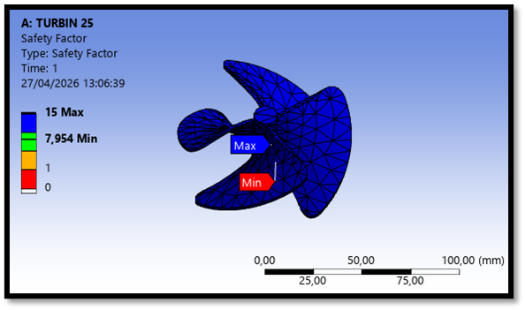 A: TURBIN 25
Safety Factor
Type: Safety Factor
Time: 1
27/04/2026 13:06:39
15 Max
7,954 Min
1
0
Max
Min
0,00 50,00 100,00 (mm)
25,00 75,00